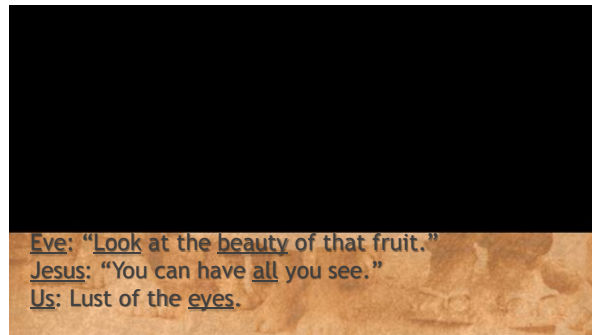 Eve: “Look at the beauty of that fruit.”
Jesus: “You can have all you see.”
Us: Lust of the eyes.